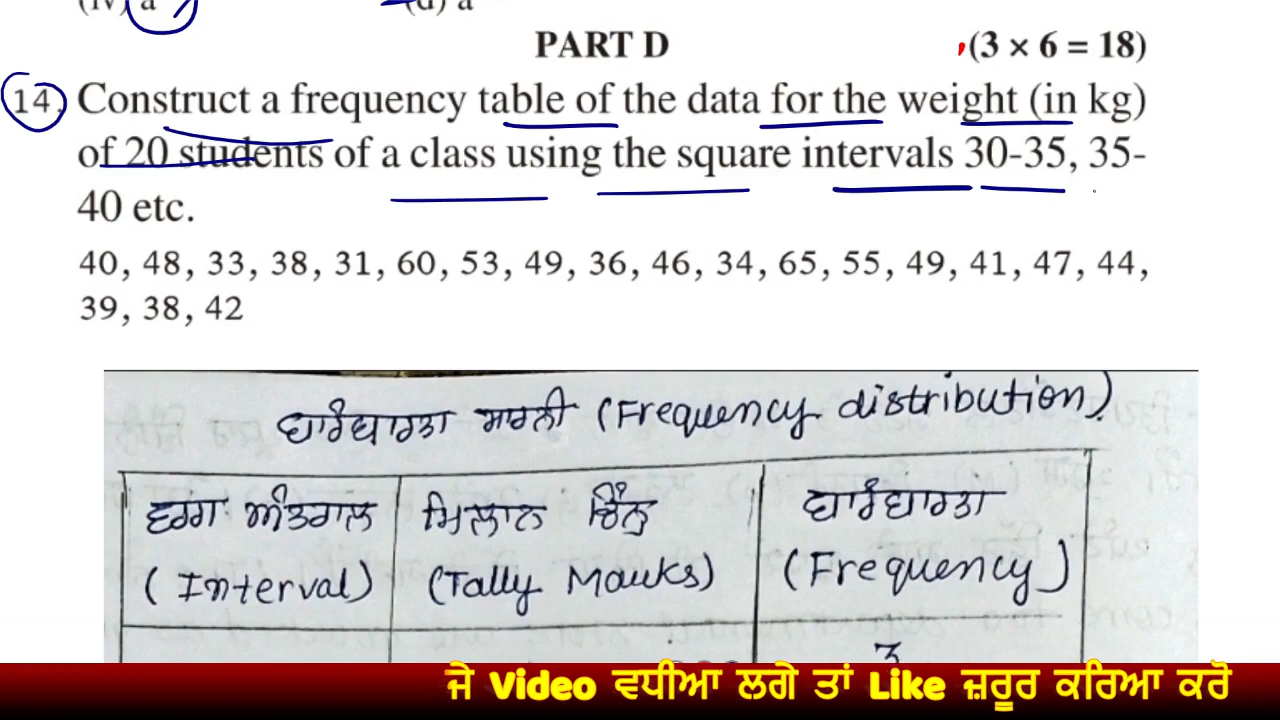 (iv) a (d) a
PART D (3 × 6 = 18)
14. Construct a frequency table of the data for the weight (in kg)
of 20 students of a class using the square intervals 30-35, 35-
40 etc.
40, 48, 33, 38, 31, 60, 53, 49, 36, 46, 34, 65, 55, 49, 41, 47, 44,
39, 38, 42
ਬਾਰੰਬਾਰਤਾ ਸਾਰਨੀ (Frequency distribution)
ਵਰਗ ਅੰਤਰਾਲ ਮਿਲਾਨ ਚਿੰਨ੍ਹ ਬਾਰੰਬਾਰਤਾ
(Interval) (Tally Marks) (Frequency)
3
ਜੇ Video ਵਧੀਆ ਲਗੇ ਤਾਂ Like ਜ਼ਰੂਰ ਕਰਿਆ ਕਰੋ